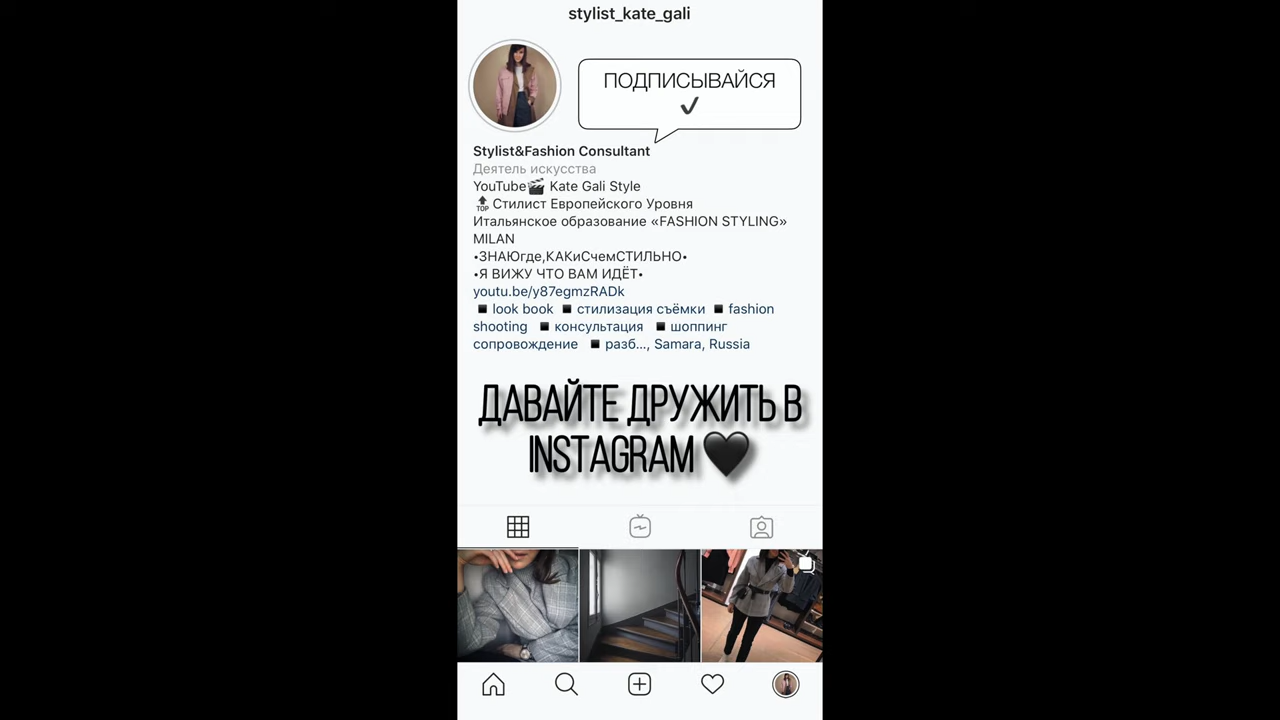 stylist_kate_gali
ПОДПИСЫВАЙСЯ
✔
Stylist&Fashion Consultant
Деятель искусства
YouTube🎬 Kate Gali Style
🔝Стилист Европейского Уровня
Итальянское образование «FASHION STYLING»
MILAN
•ЗНАЮгде,КАКиСчемСТИЛЬНО•
•Я ВИЖУ ЧТО ВАМ ИДЁТ•
youtu.be/y87egmzRADk
◾ look book ◾ стилизация съёмки ◾ fashion
shooting ◾ консультация ◾ шоппинг
сопровождение ◾ разб..., Samara, Russia
ДАВАЙТЕ ДРУЖИТЬ В
INSTAGRAM 🖤